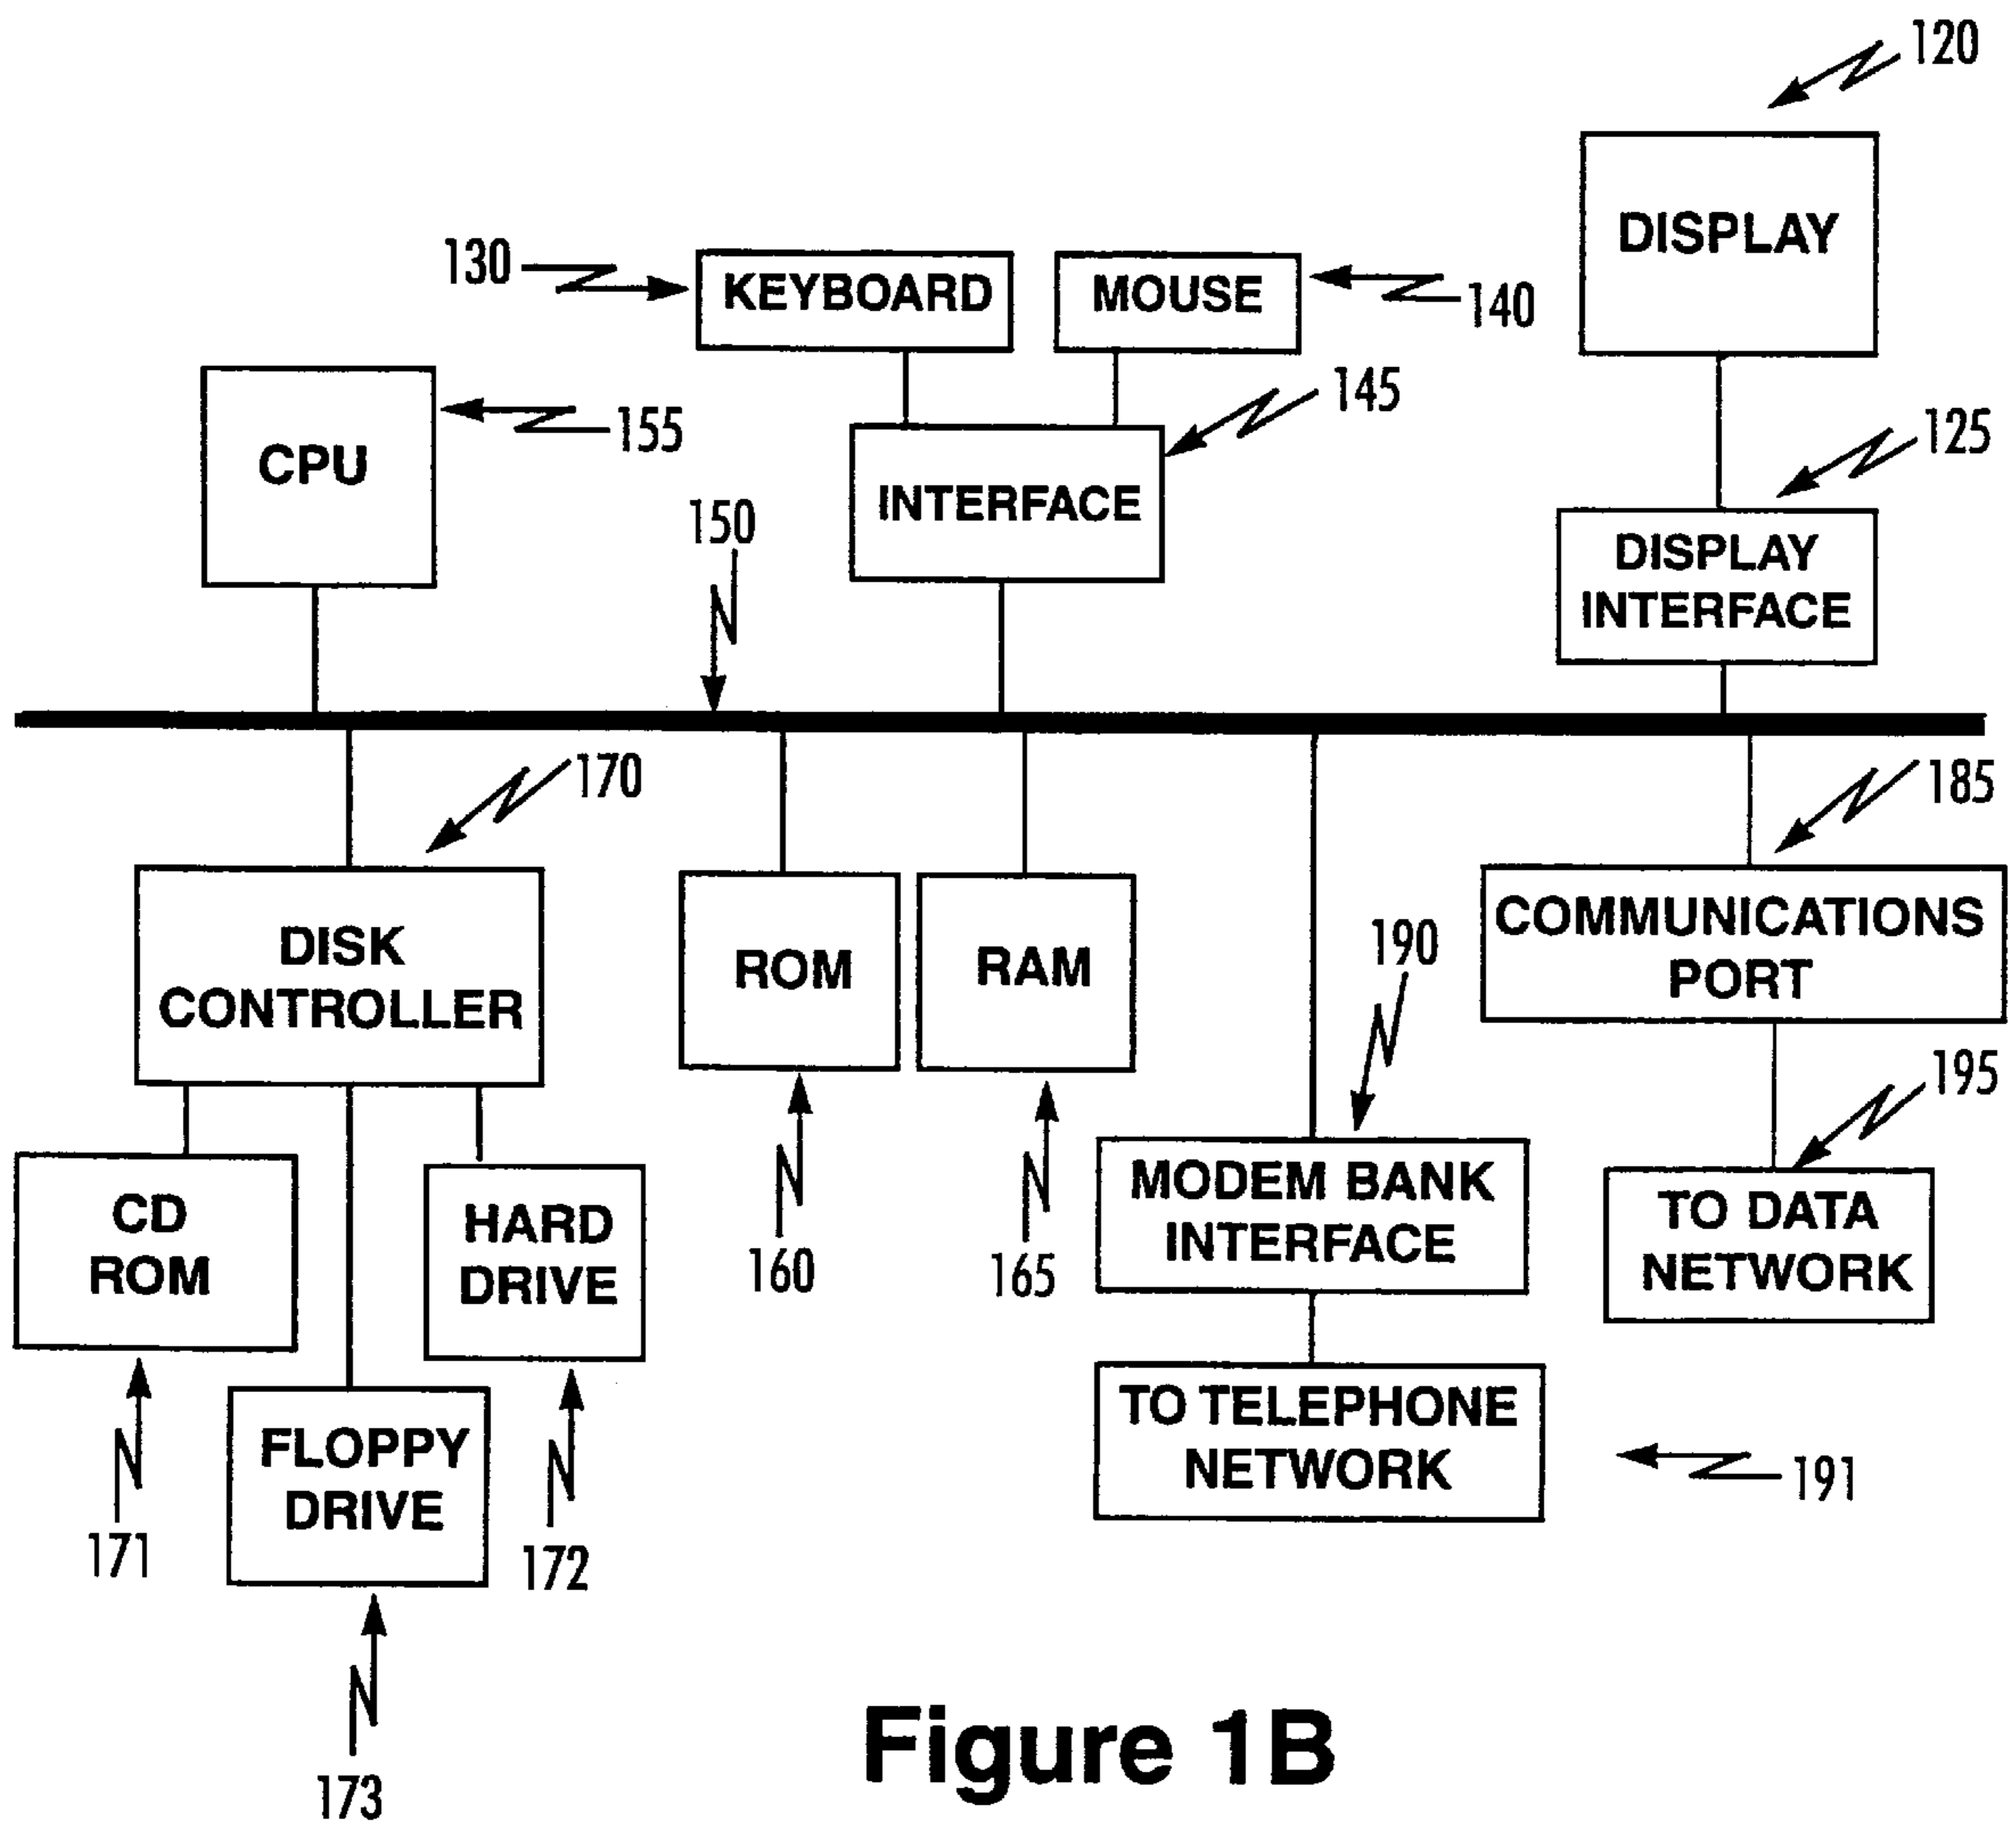 120
DISPLAY
130
KEYBOARD
MOUSE
140
CPU
155
145
INTERFACE
125
150
DISPLAY
INTERFACE
170
185
DISK
CONTROLLER
ROM
RAM
190
COMMUNICATIONS
PORT
195
CD
ROM
HARD
DRIVE
160
165
MODEM BANK
INTERFACE
TO DATA
NETWORK
FLOPPY
DRIVE
TO TELEPHONE
NETWORK
191
171
172
173
Figure 1B